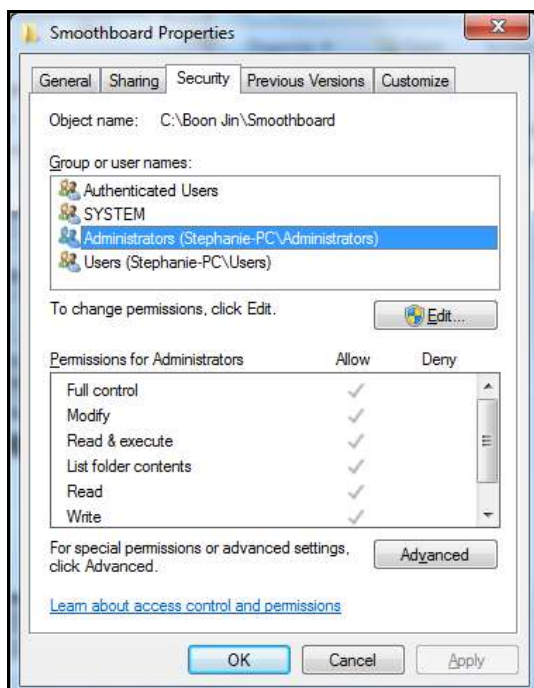 Smoothboard Properties
General Sharing Security Previous Versions Customize
Object name: C:\Boon Jin\Smoothboard
Group or user names:
Authenticated Users
SYSTEM
Administrators (Stephanie-PC\Administrators)
Users (Stephanie-PC\Users)
To change permissions, click Edit.
Edit...
Permissions for Administrators Allow Deny
Full control
Modify
Read & execute
List folder contents
Read
Write
For special permissions or advanced settings,
click Advanced.
Advanced
Learn about access control and permissions
OK Cancel Apply